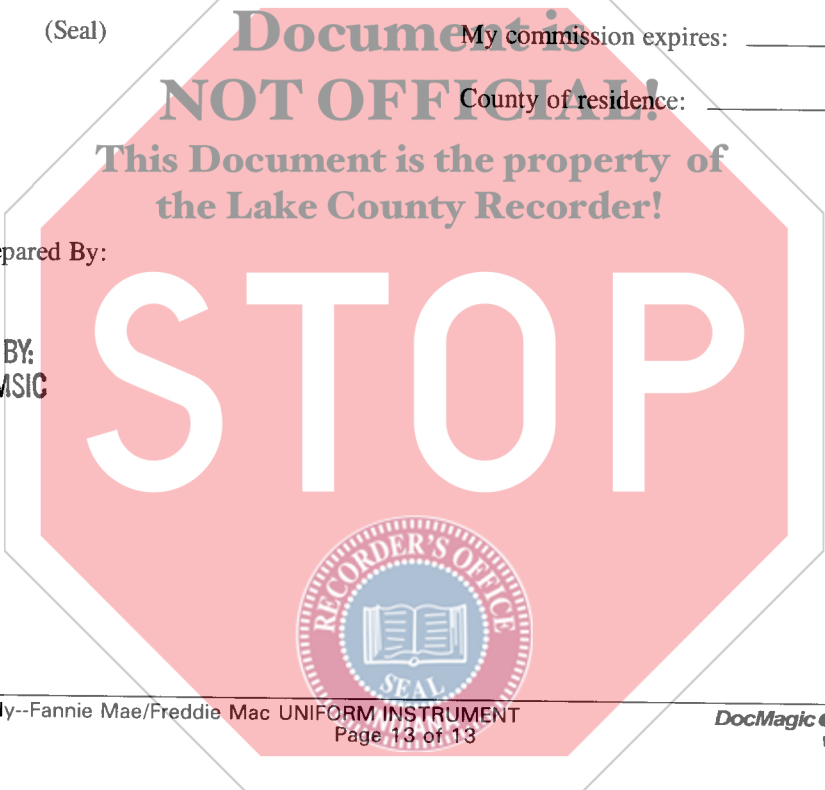 (Seal)
Document is
My commission expires:
NOT OFFICIAL!
County of residence:
This Document is the property of
the Lake County Recorder!
epared By:
BY:
MSIC
STOP
RECORDER'S OFFICE
SEAL
INDIANA
ly--Fannie Mae/Freddie Mac UNIFORM INSTRUMENT
Page 13 of 13
DocMagic